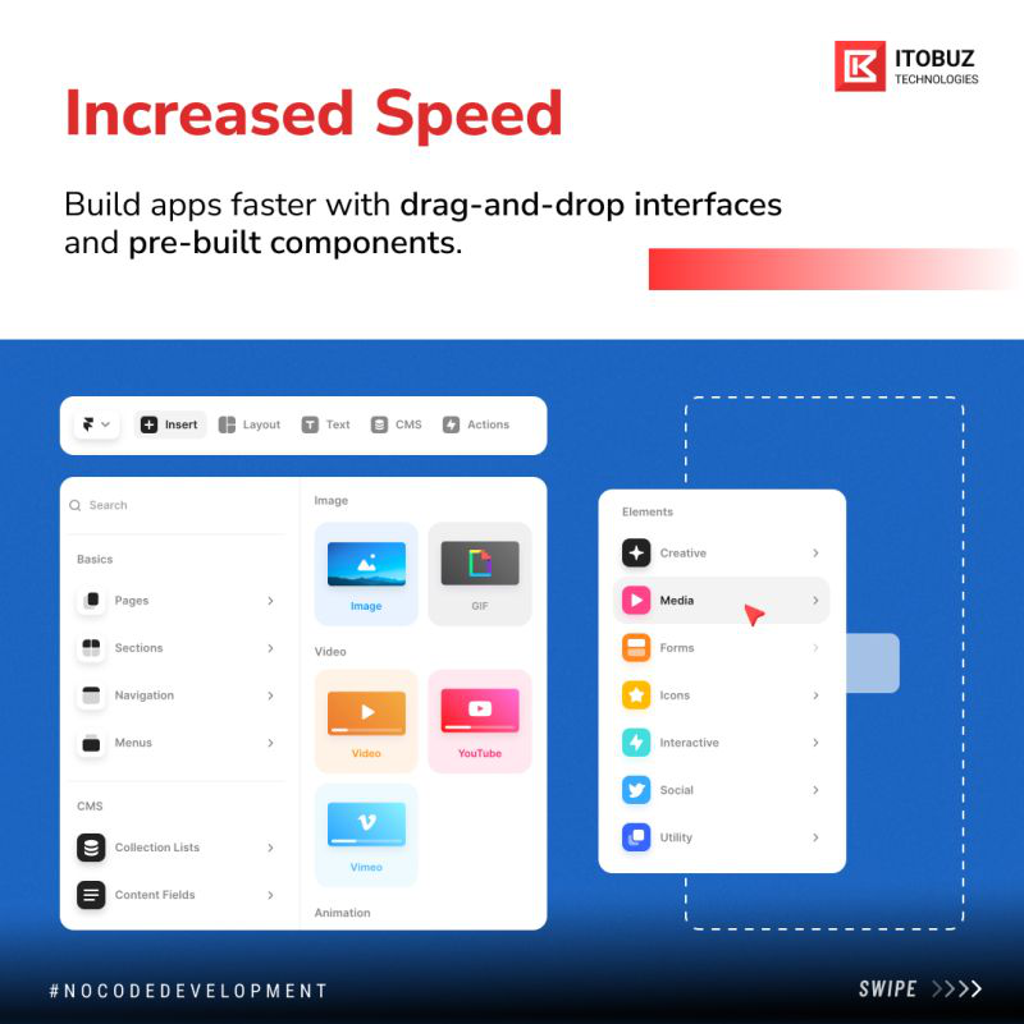 ITOBUZ
TECHNOLOGIES
Increased Speed
Build apps faster with drag-and-drop interfaces
and pre-built components.
Insert
Layout
Text
CMS
Actions
Search
Basics
Pages
Sections
Navigation
Menus
CMS
Collection Lists
Content Fields
Image
Image
GIF
Video
Video
YouTube
Vimeo
Animation
Elements
Creative
Media
Forms
Icons
Interactive
Social
Utility
#NOCODEDEVELOPMENT
SWIPE